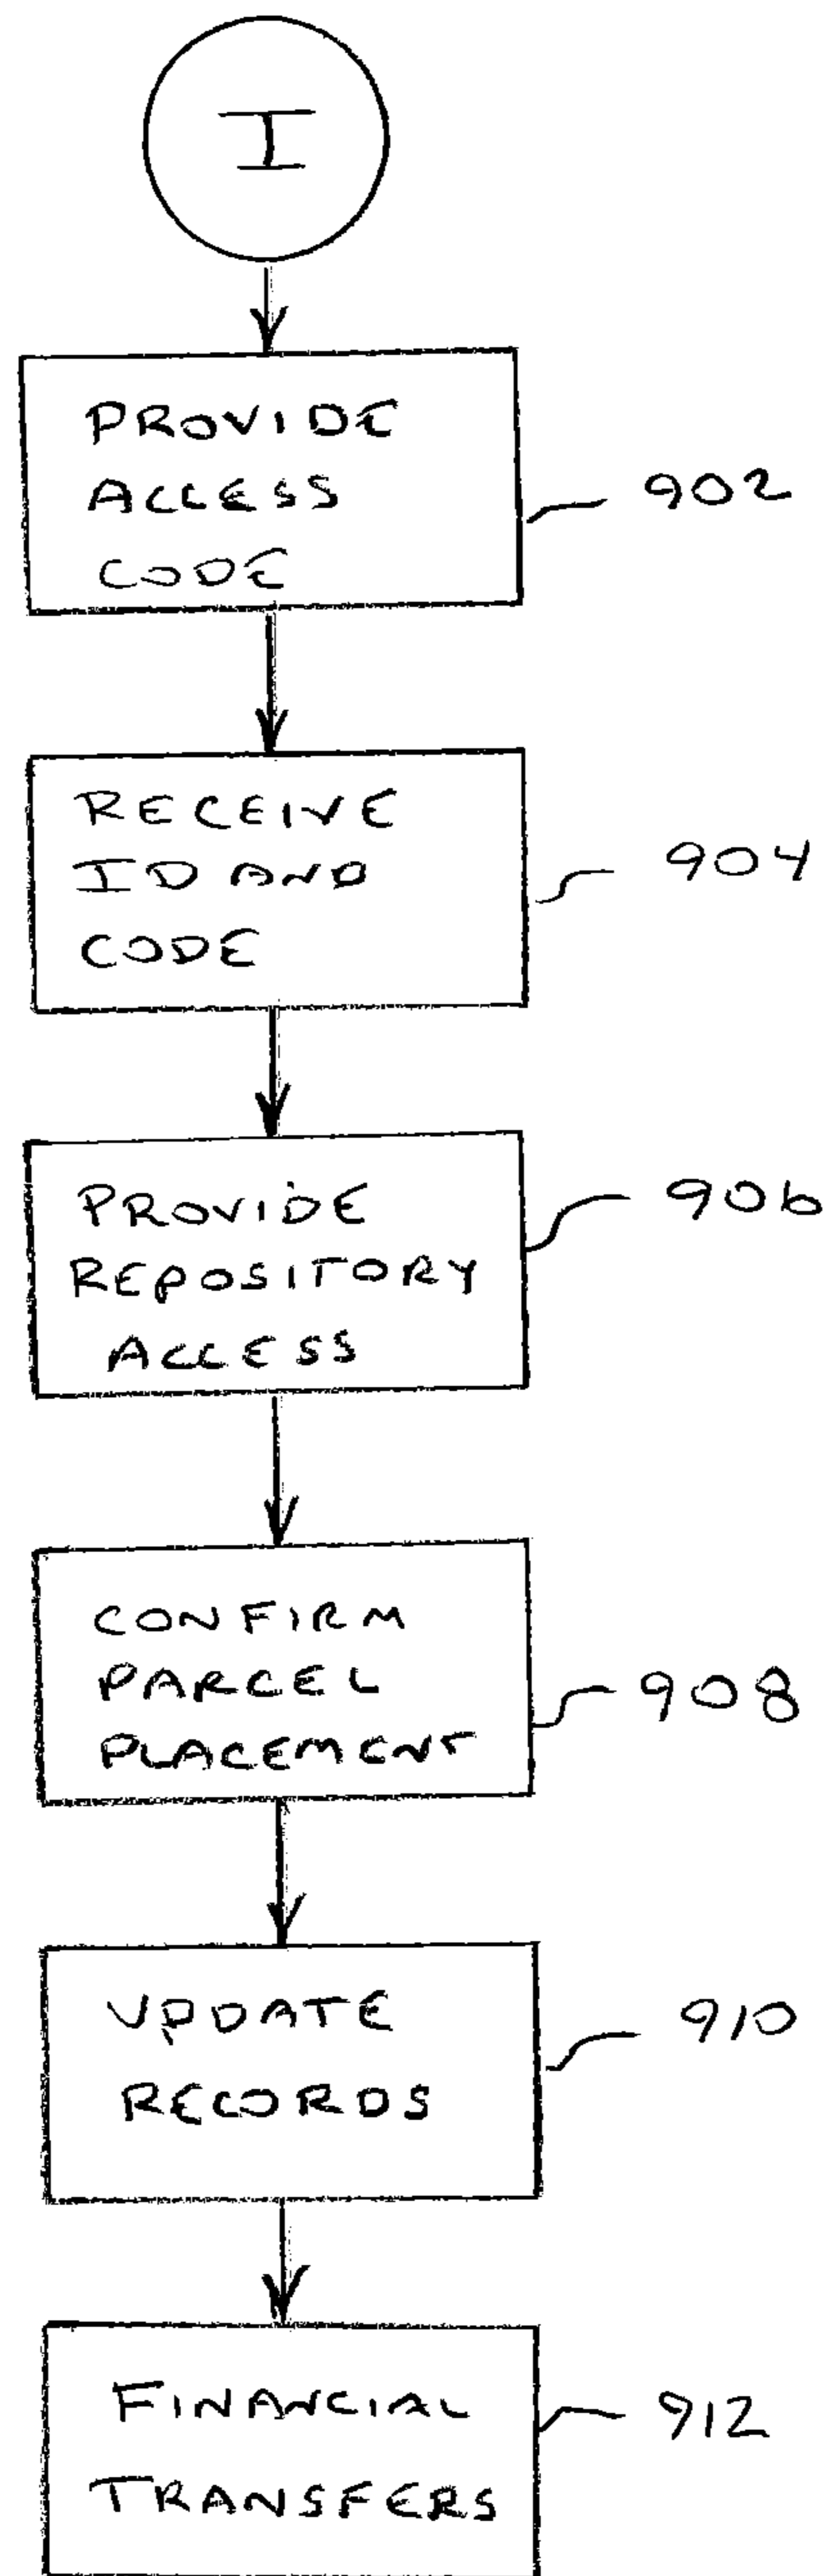 I
PROVIDE
ACCESS
CODE
902
RECEIVE
ID AND
CODE
904
PROVIDE
REPOSITORY
ACCESS
906
CONFIRM
PARCEL
PLACEMENT
908
UPDATE
RECORDS
910
FINANCIAL
TRANSFERS
912